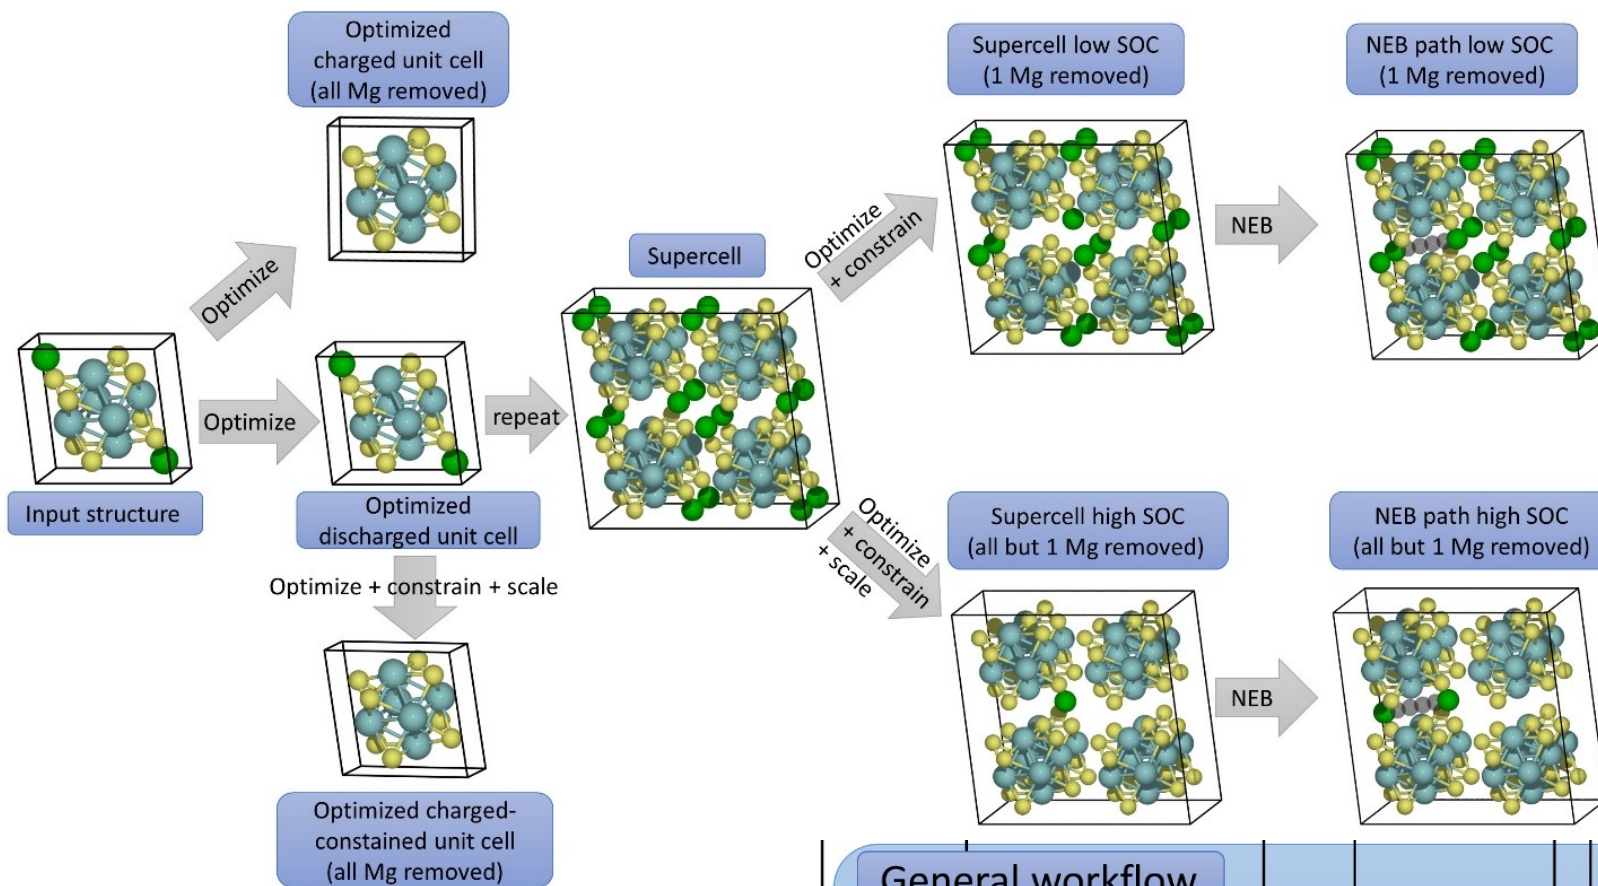 Optimized
charged unit cell
(all Mg removed)
Supercell low SOC
(1 Mg removed)
NEB path low SOC
(1 Mg removed)
Optimize
Optimize
+ constrain
NEB
Supercell
Optimize
repeat
Input structure
Optimized
discharged unit cell
Optimize
+ constrain
+ scale
Supercell high SOC
(all but 1 Mg removed)
NEB path high SOC
(all but 1 Mg removed)
Optimize + constrain + scale
NEB
Optimized charged-
constained unit cell
(all Mg removed)
General workflow